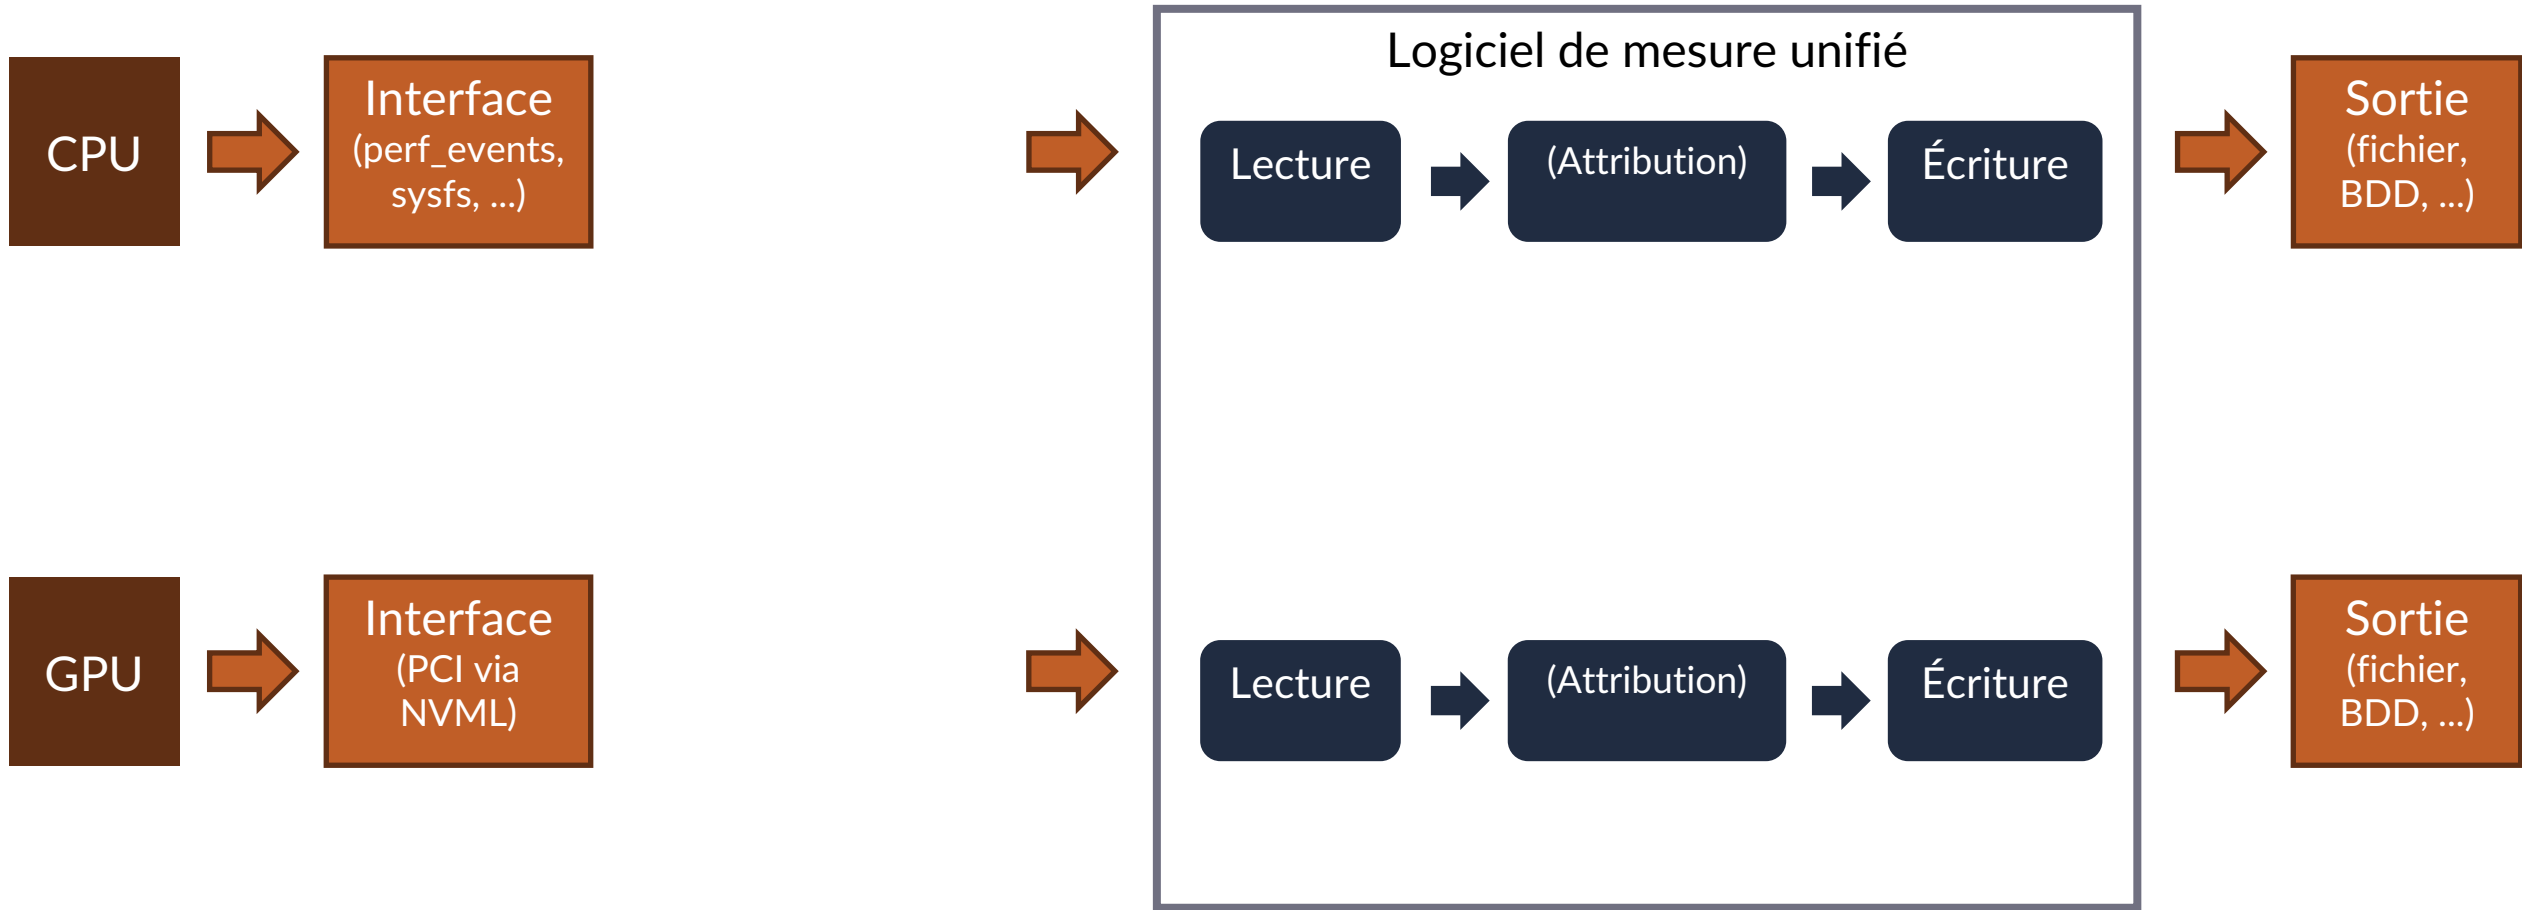 Logiciel de mesure unifié
CPU
Interface
(perf_events,
sysfs, ...)
Lecture
(Attribution)
Écriture
Sortie
(fichier,
BDD, ...)
GPU
Interface
(PCI via
NVML)
Lecture
(Attribution)
Écriture
Sortie
(fichier,
BDD, ...)